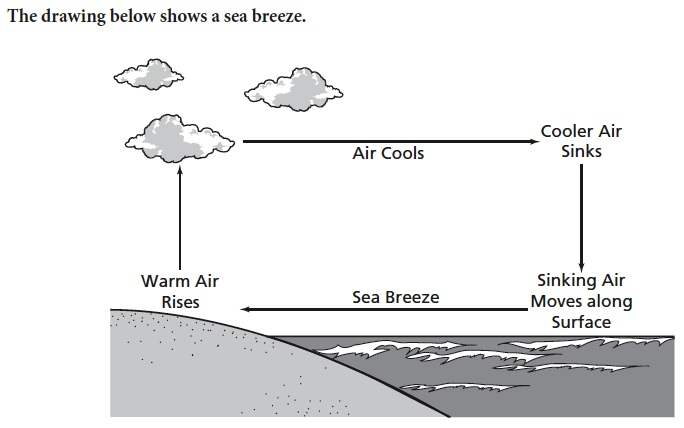 The drawing below shows a sea breeze.
Air Cools
Cooler Air
Sinks
Warm Air
Rises
Sea Breeze
Sinking Air
Moves along
Surface